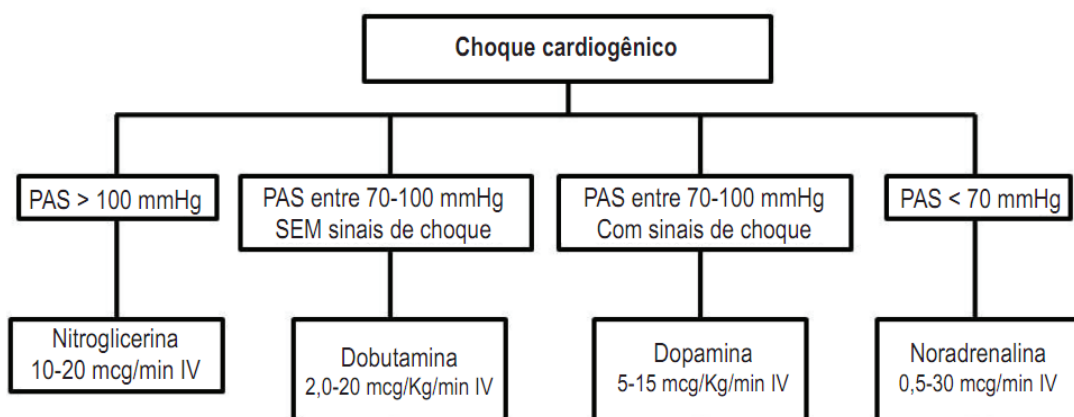 Choque cardiogênico
PAS > 100 mmHg
PAS entre 70-100 mmHg
SEM sinais de choque
PAS entre 70-100 mmHg
Com sinais de choque
PAS < 70 mmHg
Nitroglicerina
10-20 mcg/min IV
Dobutamina
2,0-20 mcg/Kg/min IV
Dopamina
5-15 mcg/Kg/min IV
Noradrenalina
0,5-30 mcg/min IV